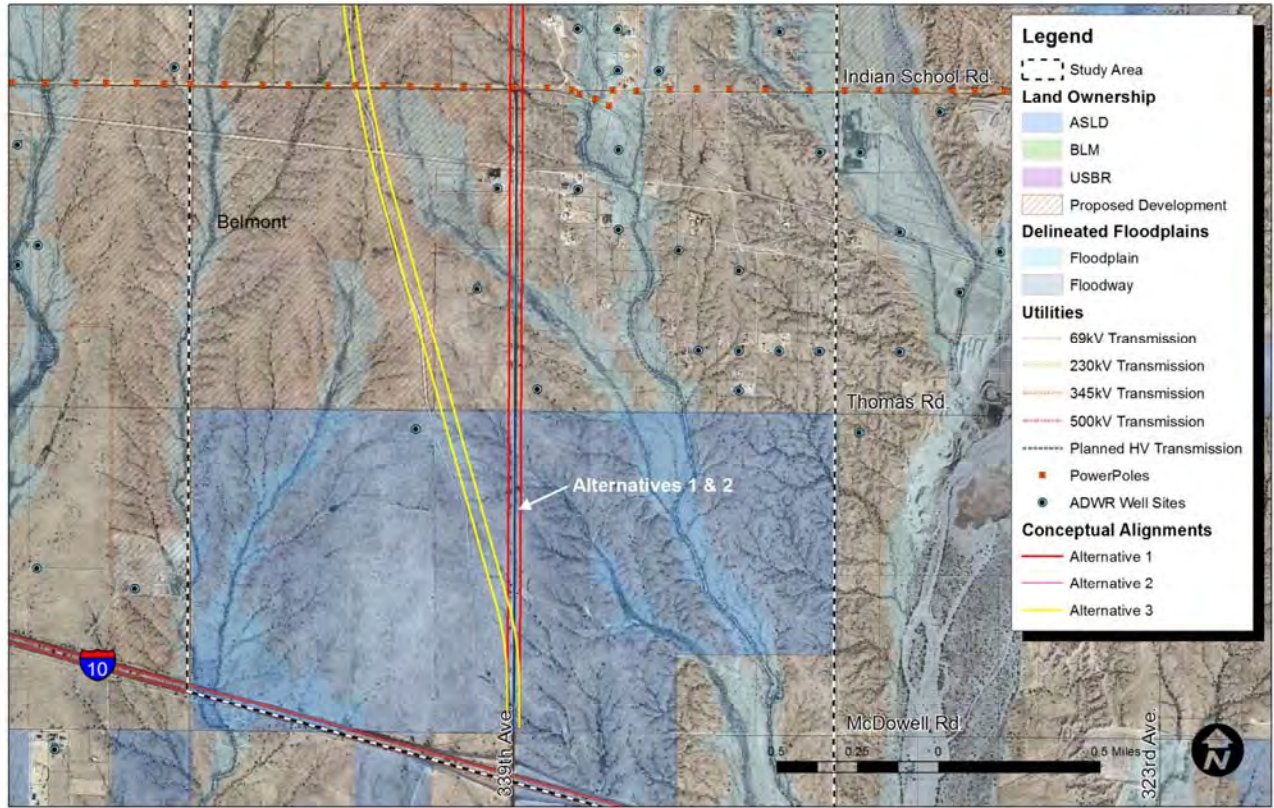 Indian School Rd.
Belmont
Thomas Rd.
Alternatives 1 & 2
10
339th Ave.
McDowell Rd.
323rd Ave.
0.5 0.25 0 0.5 Miles
N
Legend
Study Area
Land Ownership
ASLD
BLM
USBR
Proposed Development
Delineated Floodplains
Floodplain
Floodway
Utilities
69kV Transmission
230kV Transmission
345kV Transmission
500kV Transmission
Planned HV Transmission
PowerPoles
ADWR Well Sites
Conceptual Alignments
Alternative 1
Alternative 2
Alternative 3